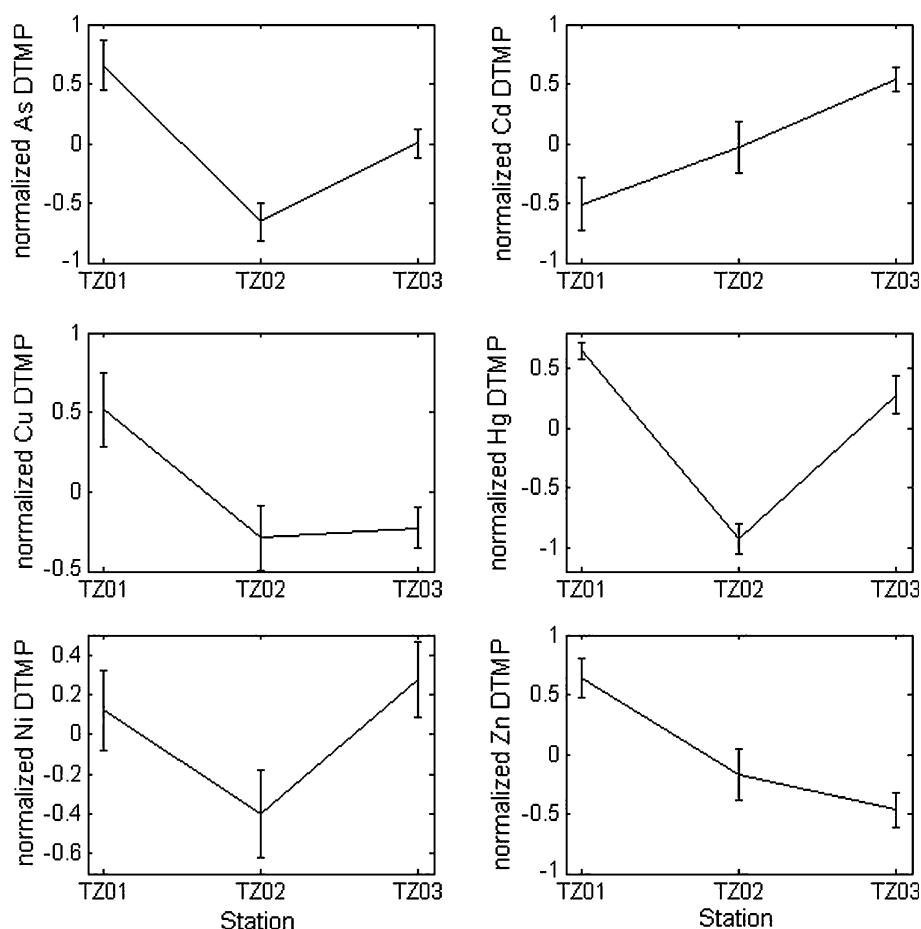 normalized As DTMP
1
0.5
0
-0.5
-1
TZ01 TZ02 TZ03
normalized Cd DTMP
1
0.5
0
-0.5
-1
TZ01 TZ02 TZ03
normalized Cu DTMP
1
0.5
0
-0.5
TZ01 TZ02 TZ03
normalized Hg DTMP
0.5
0
-0.5
-1
TZ01 TZ02 TZ03
normalized Ni DTMP
0.4
0.2
0
-0.2
-0.4
-0.6
TZ01 TZ02 TZ03
Station
normalized Zn DTMP
1
0.5
0
-0.5
-1
TZ01 TZ02 TZ03
Station